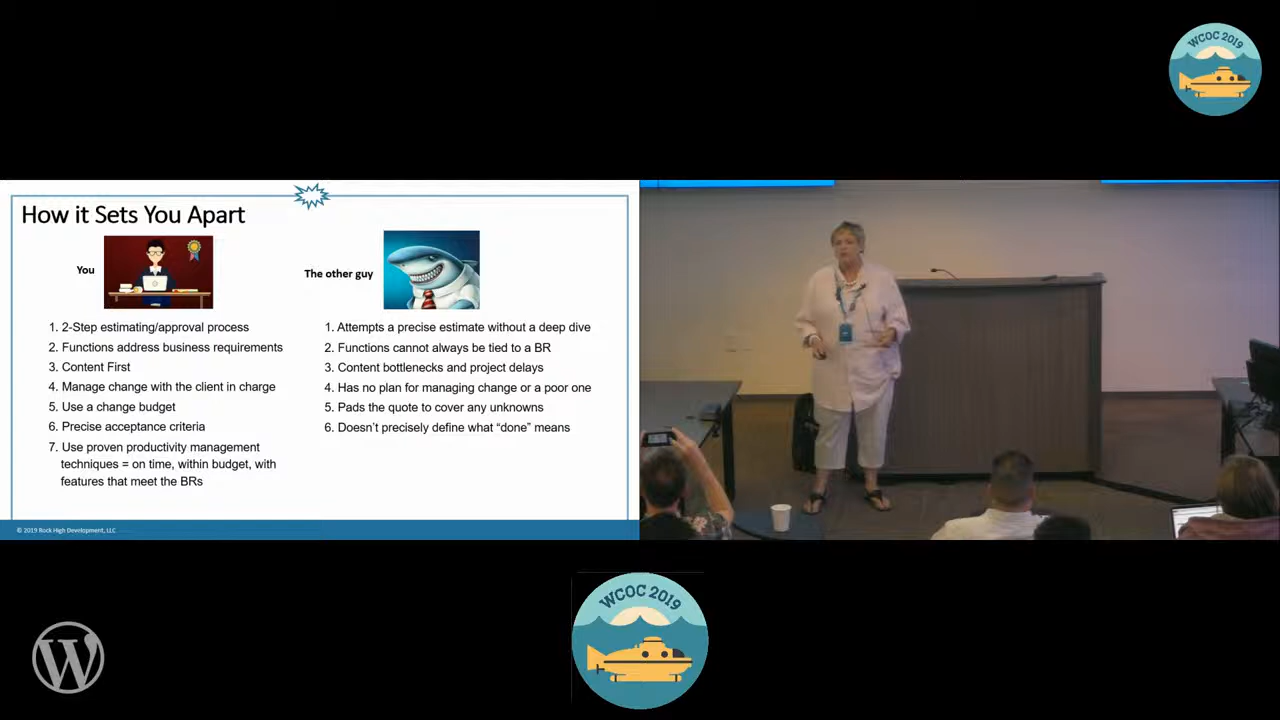 WCOC 2019
How it Sets You Apart
You
1. 2-Step estimating/approval process
2. Functions address business requirements
3. Content First
4. Manage change with the client in charge
5. Use a change budget
6. Precise acceptance criteria
7. Use proven productivity management
techniques = on time, within budget, with
features that meet the BRs
The other guy
1. Attempts a precise estimate without a deep dive
2. Functions cannot always be tied to a BR
3. Content bottlenecks and project delays
4. Has no plan for managing change or a poor one
5. Pads the quote to cover any unknowns
6. Doesn’t precisely define what “done” means
© 2019 Rock High Development, LLC
WCOC 2019
W